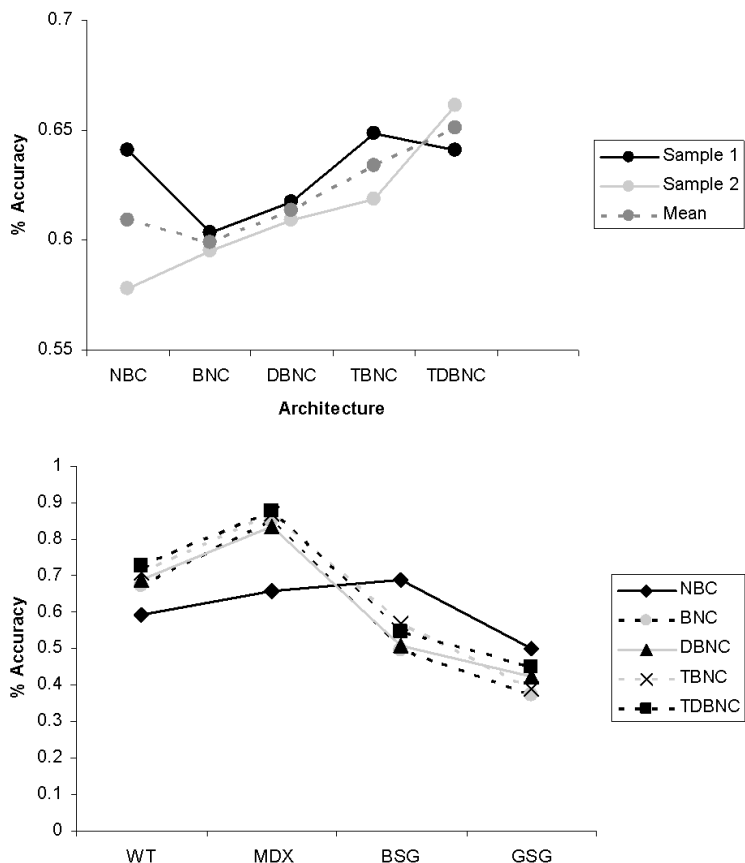 0.7
0.65
0.6
0.55
% Accuracy
NBC BNC DBNC TBNC TDBNC
Architecture
Sample 1
Sample 2
Mean
1
0.9
0.8
0.7
0.6
0.5
0.4
0.3
0.2
0.1
0
% Accuracy
WT MDX BSG GSG
NBC
BNC
DBNC
TBNC
TDBNC